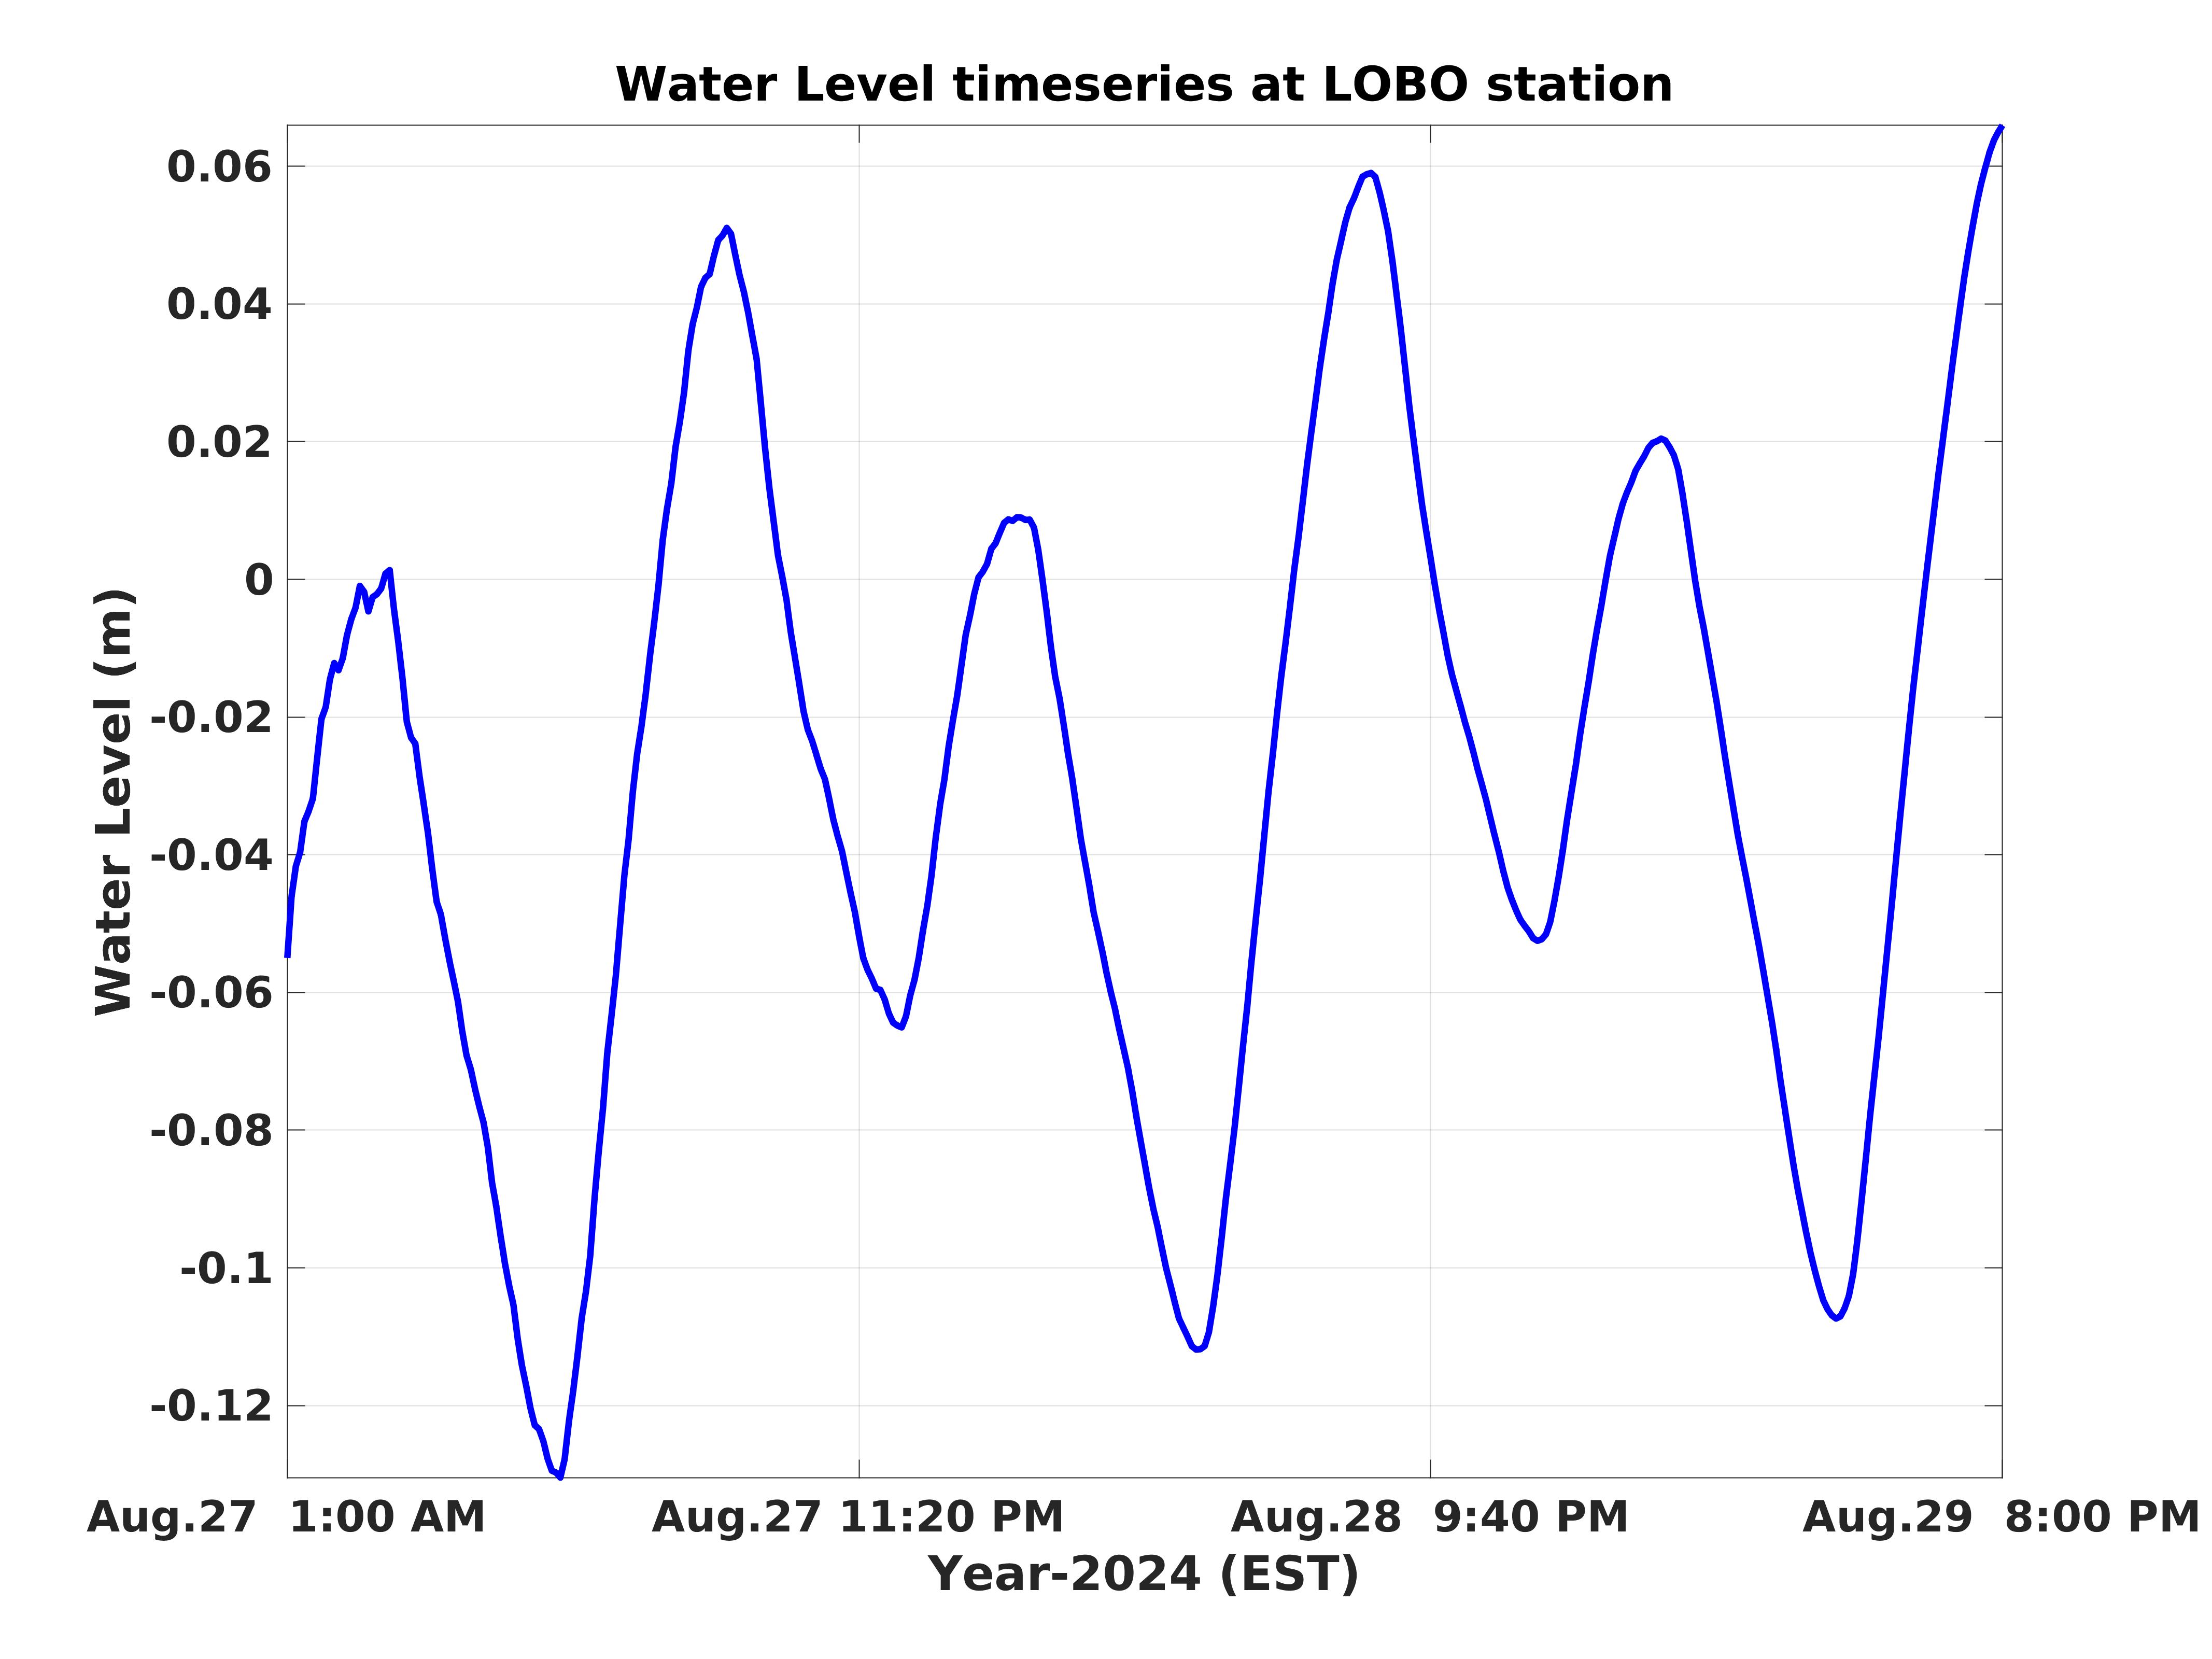 Water Level timeseries at LOBO station
Water Level (m)
0.06
0.04
0.02
0
-0.02
-0.04
-0.06
-0.08
-0.1
-0.12
Aug.27 1:00 AM
Aug.27 11:20 PM
Aug.28 9:40 PM
Aug.29 8:00 PM
Year-2024 (EST)